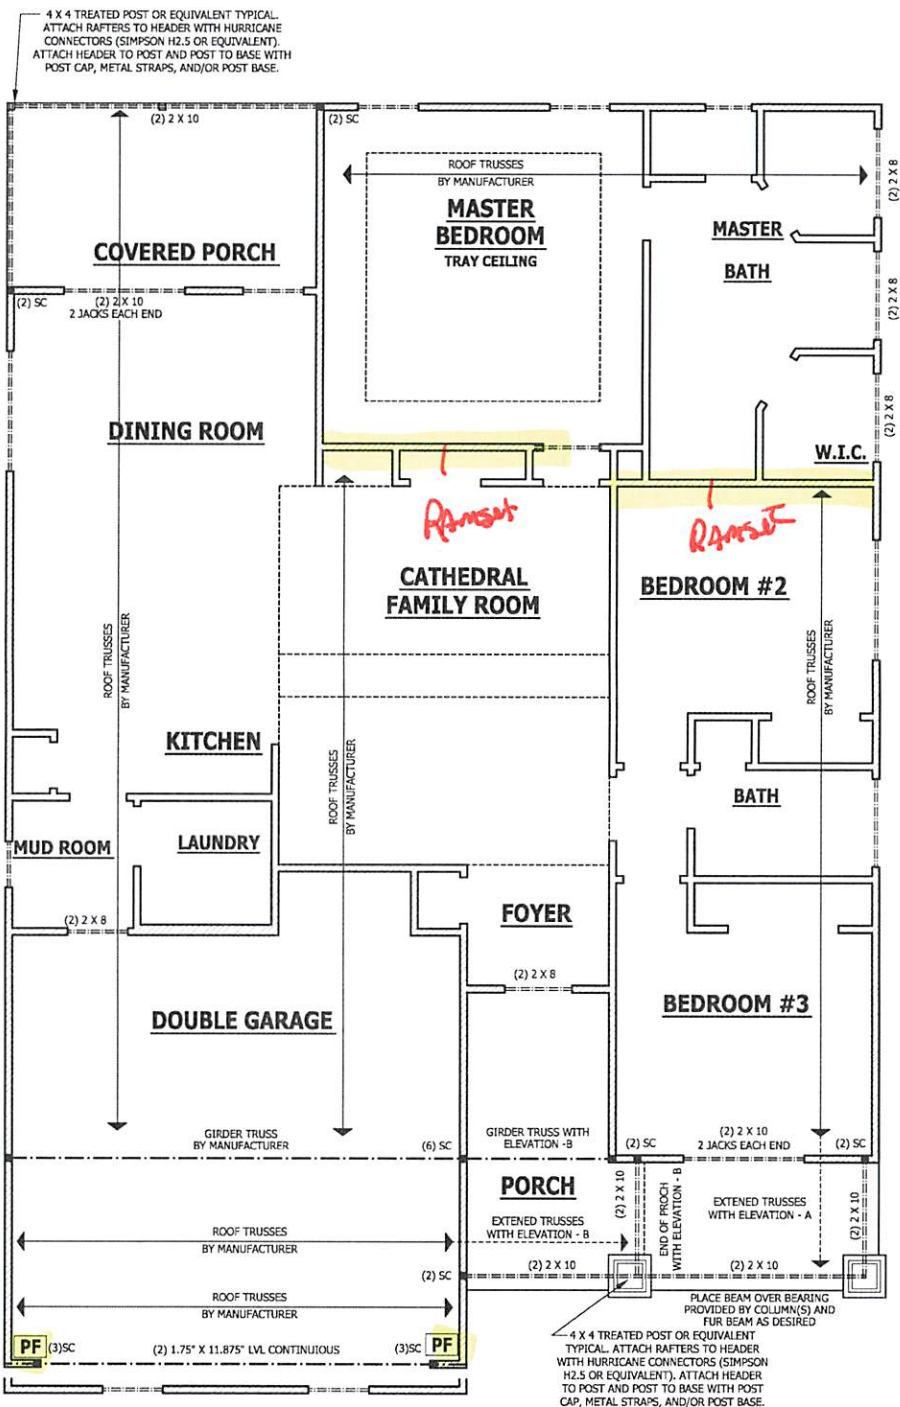 4 X 4 TREATED POST OR EQUIVALENT TYPICAL.
ATTACH RAFTERS TO HEADER WITH HURRICANE
CONNECTORS (SIMPSON H2.5 OR EQUIVALENT).
ATTACH HEADER TO POST AND POST TO BASE WITH
POST CAP, METAL STRAPS, AND/OR POST BASE.
(2) 2 X 10
(2) SC
ROOF TRUSSES
BY MANUFACTURER
(2) 2 X 8
MASTER
BEDROOM
TRAY CEILING
MASTER
BATH
COVERED PORCH
(2) SC
(2) 2 X 10
2 JACKS EACH END
(2) 2 X 8
DINING ROOM
(2) 2 X 8
W.I.C.
Ramset
RAMSET
CATHEDRAL
FAMILY ROOM
BEDROOM #2
ROOF TRUSSES
BY MANUFACTURER
ROOF TRUSSES
BY MANUFACTURER
KITCHEN
ROOF TRUSSES
BY MANUFACTURER
BATH
MUD ROOM
LAUNDRY
(2) 2 X 8
FOYER
(2) 2 X 8
DOUBLE GARAGE
BEDROOM #3
GIRDER TRUSS
BY MANUFACTURER
(6) SC
GIRDER TRUSS WITH
ELEVATION -B
(2) SC
(2) 2 X 10
2 JACKS EACH END
(2) SC
PORCH
(2) 2 X 10
END OF PROCH
WITH ELEVATION - B
EXTENED TRUSSES
WITH ELEVATION - A
(2) 2 X 10
EXTENED TRUSSES
WITH ELEVATION - B
ROOF TRUSSES
BY MANUFACTURER
(2) SC
(2) 2 X 10
(2) 2 X 10
ROOF TRUSSES
BY MANUFACTURER
PLACE BEAM OVER BEARING
PROVIDED BY COLUMN(S) AND
FUR BEAM AS DESIRED
PF
(3)SC
(2) 1.75" X 11.875" LVL CONTINUIOUS
(3)SC
PF
4 X 4 TREATED POST OR EQUIVALENT
TYPICAL. ATTACH RAFTERS TO HEADER
WITH HURRICANE CONNECTORS (SIMPSON
H2.5 OR EQUIVALENT). ATTACH HEADER
TO POST AND POST TO BASE WITH POST
CAP, METAL STRAPS, AND/OR POST BASE.